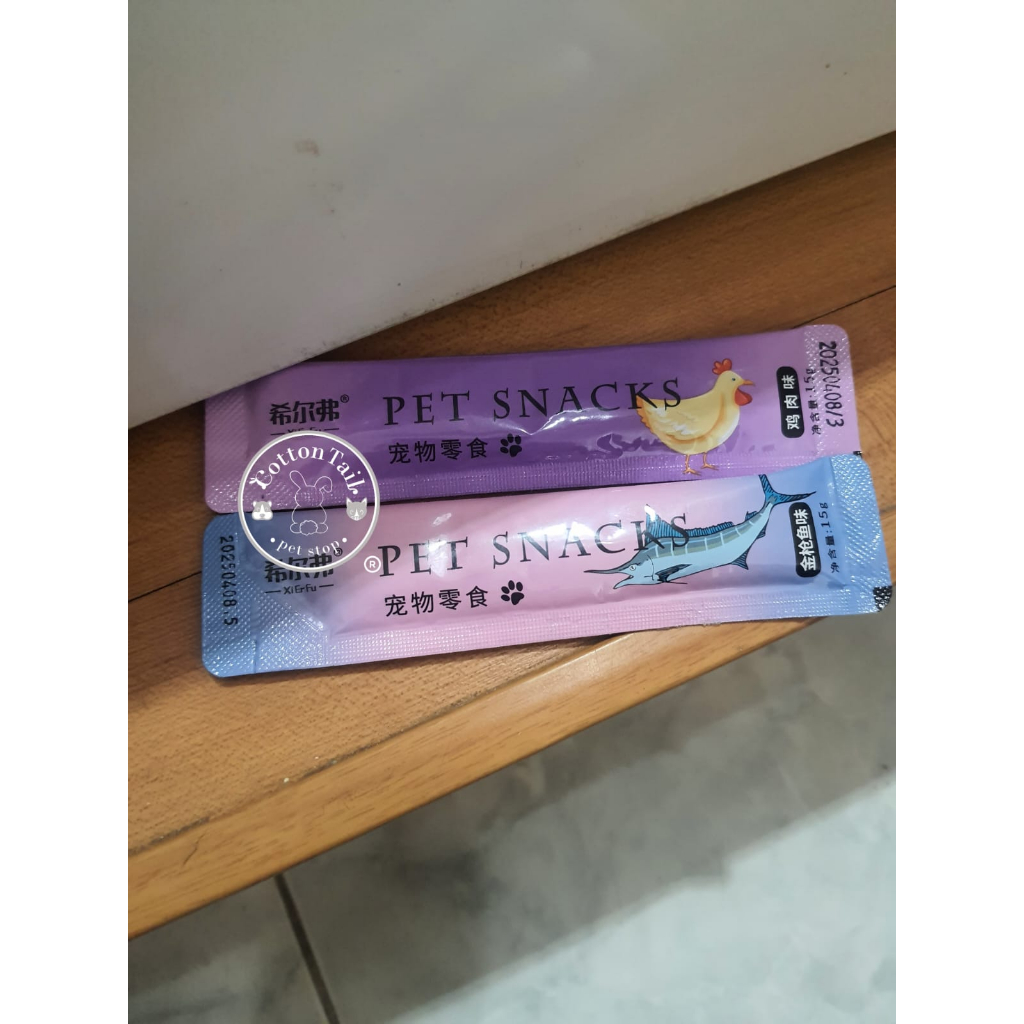 希尔弗®
PET SNACKS
宠物零食
鸡肉味
净含量:15g
20250408/3
CottonTail
pet stop
®
20250408.5
希尔弗®
XiErFu
PET SNACKS
宠物零食
金枪鱼味
净含量:15g